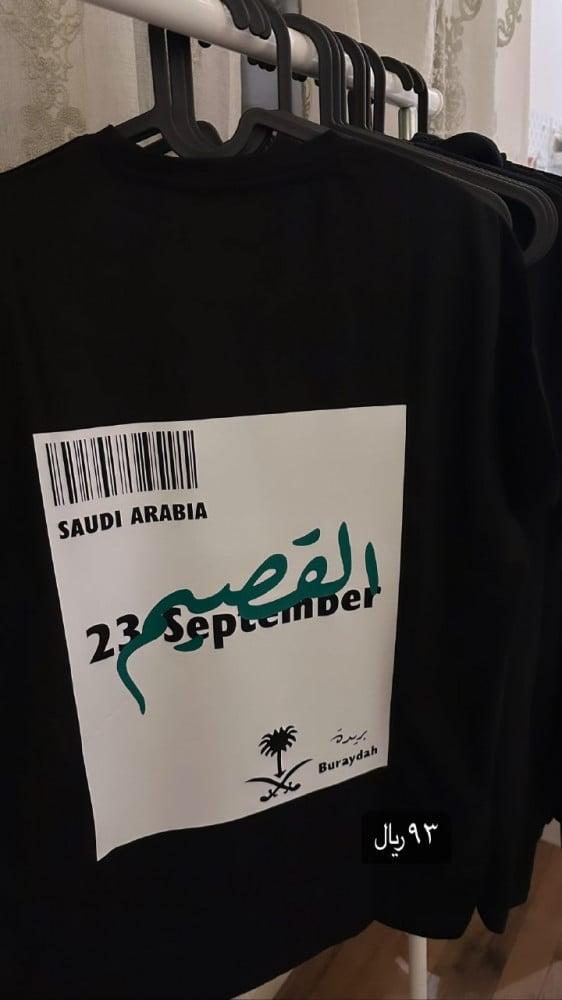 SAUDI ARABIA
القصيم
23 September
بريدة
Buraydah
٩٣ ريال